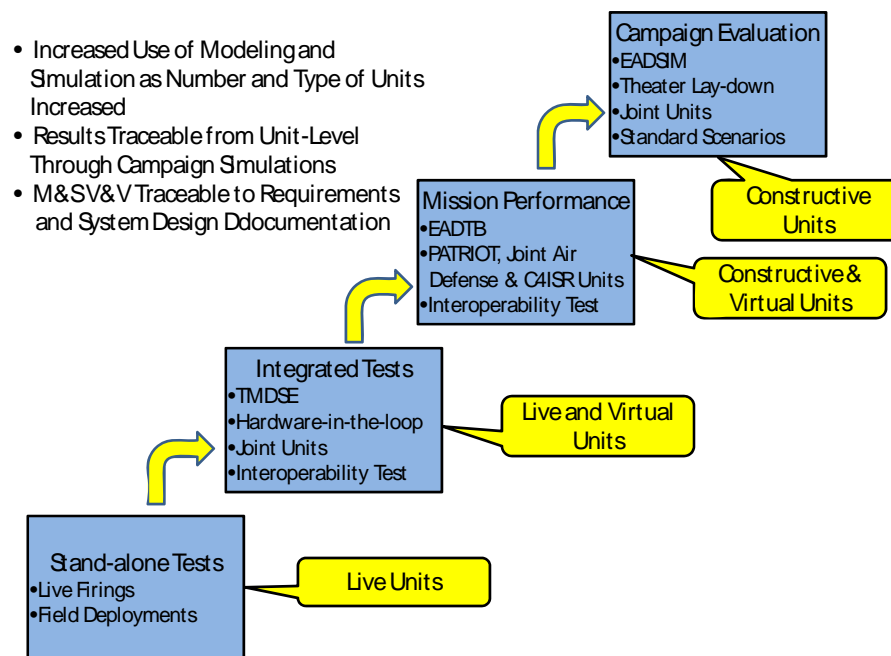 • Increased Use of Modeling and
Simulation as Number and Type of Units
Increased
• Results Traceable from Unit-Level
Through Campaign Simulations
• M&S V&V Traceable to Requirements
and System Design Ddocumentation
Campaign Evaluation
•EADSIM
•Theater Lay-down
•Joint Units
•Standard Scenarios
Constructive
Units
Mission Performance
•EADTB
•PATRIOT, Joint Air
Defense & C4ISR Units
•Interoperability Test
Constructive &
Virtual Units
Integrated Tests
•TMDSE
•Hardware-in-the-loop
•Joint Units
•Interoperability Test
Live and Virtual
Units
Stand-alone Tests
•Live Firings
•Field Deployments
Live Units